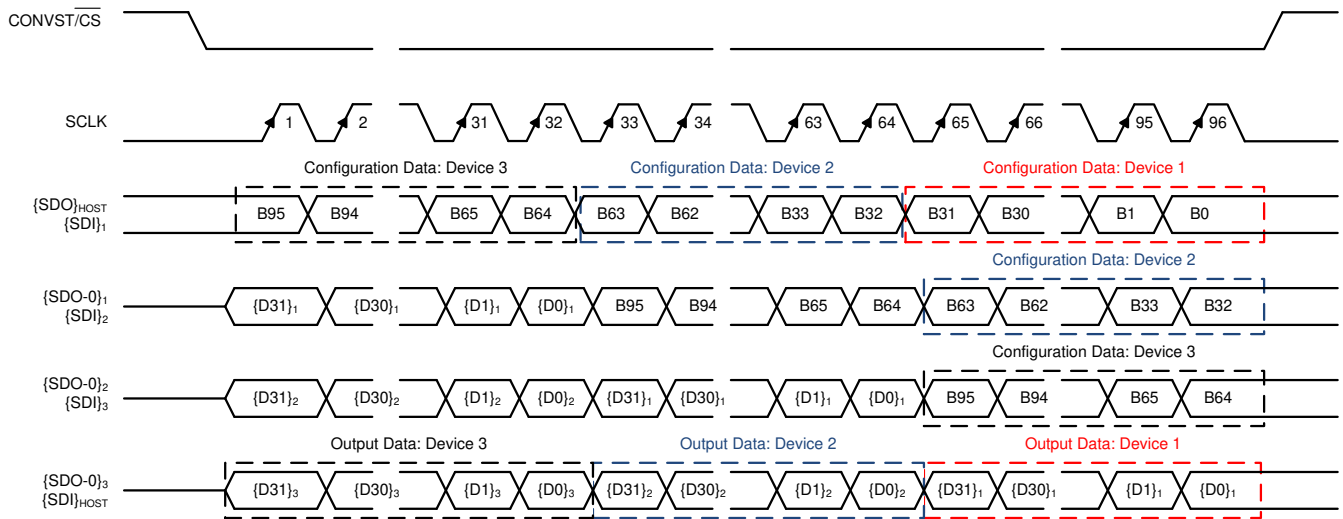 CONVST/CS
SCLK
1 2 31 32 33 34 63 64 65 66 95 96
Configuration Data: Device 3 Configuration Data: Device 2 Configuration Data: Device 1
{SDO}HOST
{SDI}1
B95 B94 B65 B64 B63 B62 B33 B32 B31 B30 B1 B0
Configuration Data: Device 2
{SDO-0}1
{SDI}2
{D31}1 {D30}1 {D1}1 {D0}1 B95 B94 B65 B64 B63 B62 B33 B32
Configuration Data: Device 3
{SDO-0}2
{SDI}3
{D31}2 {D30}2 {D1}2 {D0}2 {D31}1 {D30}1 {D1}1 {D0}1 B95 B94 B65 B64
Output Data: Device 3 Output Data: Device 2 Output Data: Device 1
{SDO-0}3
{SDI}HOST
{D31}3 {D30}3 {D1}3 {D0}3 {D31}2 {D30}2 {D1}2 {D0}2 {D31}1 {D30}1 {D1}1 {D0}1